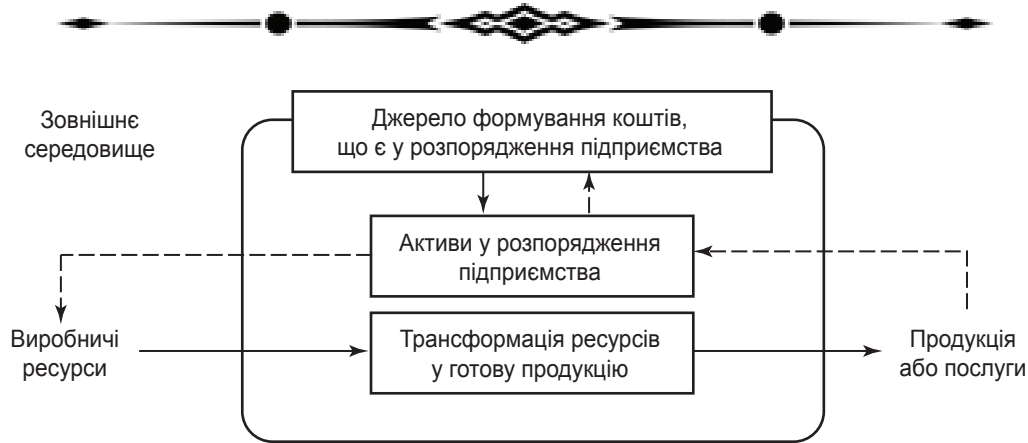 Зовнішнє
середовище
Джерело формування коштів,
що є у розпорядження підприємства
Активи у розпорядження
підприємства
Виробничі
ресурси
Трансформація ресурсів
у готову продукцію
Продукція
або послуги